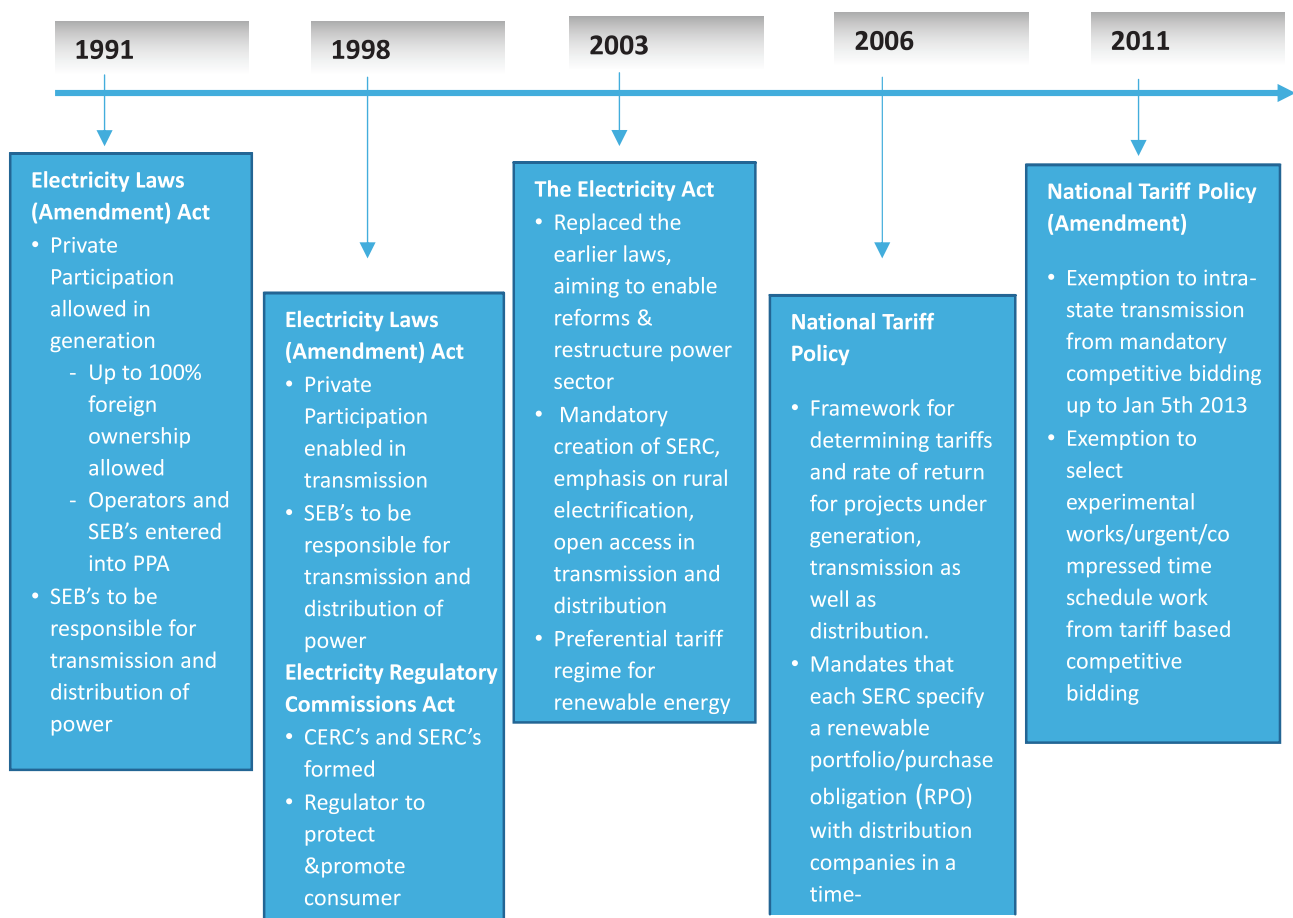 1991
1998
2003
2006
2011
Electricity Laws
(Amendment) Act
• Private
Participation
allowed in
generation
- Up to 100%
foreign
ownership
allowed
- Operators and
SEB’s entered
into PPA
• SEB’s to be
responsible for
transmission and
distribution of
power
Electricity Laws
(Amendment) Act
• Private
Participation
enabled in
transmission
• SEB’s to be
responsible for
transmission and
distribution of
power
Electricity Regulatory
Commissions Act
• CERC’s and SERC’s
formed
• Regulator to
protect
&promote
consumer
The Electricity Act
• Replaced the
earlier laws,
aiming to enable
reforms &
restructure power
sector
• Mandatory
creation of SERC,
emphasis on rural
electrification,
open access in
transmission and
distribution
• Preferential tariff
regime for
renewable energy
National Tariff
Policy
• Framework for
determining tariffs
and rate of return
for projects under
generation,
transmission as
well as
distribution.
• Mandates that
each SERC specify
a renewable
portfolio/purchase
obligation (RPO)
with distribution
companies in a
time-
National Tariff Policy
(Amendment)
• Exemption to intra-
state transmission
from mandatory
competitive bidding
up to Jan 5th 2013
• Exemption to
select
experimental
works/urgent/co
mpressed time
schedule work
from tariff based
competitive
bidding